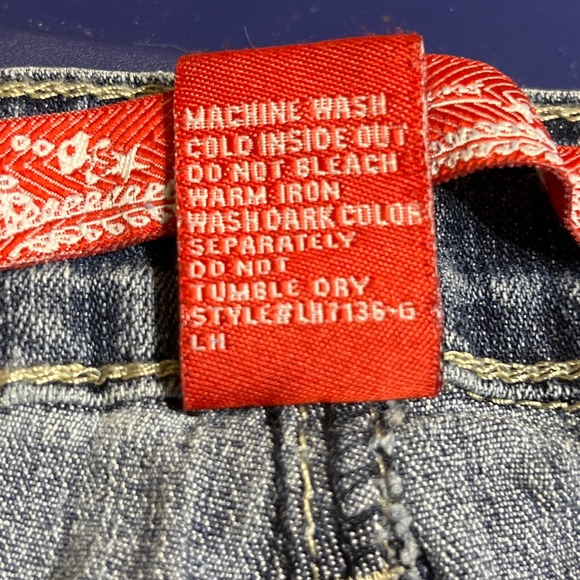 MACHINE WASH
COLD INSIDE OUT
DO NOT BLEACH
WARM IRON
WASH DARK COLOR
SEPARATELY
DO NOT
TUMBLE DRY
STYLE#LH7136-G
LH